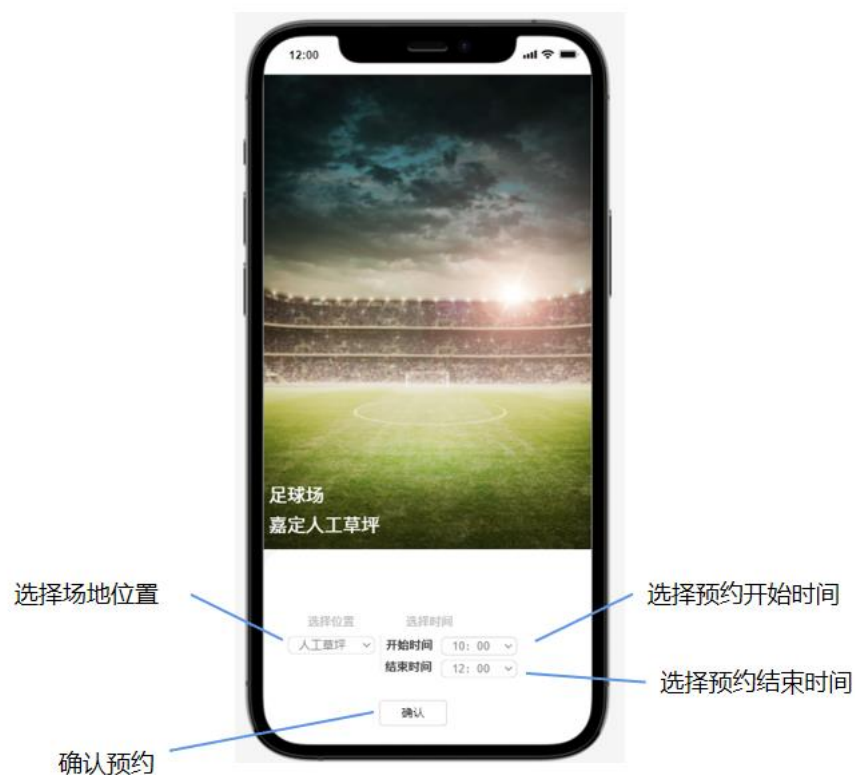 12:00
足球场
嘉定人工草坪
选择场地位置
选择预约开始时间
选择位置
选择时间
人工草坪
开始时间
10: 00
结束时间
12: 00
选择预约结束时间
确认
确认预约